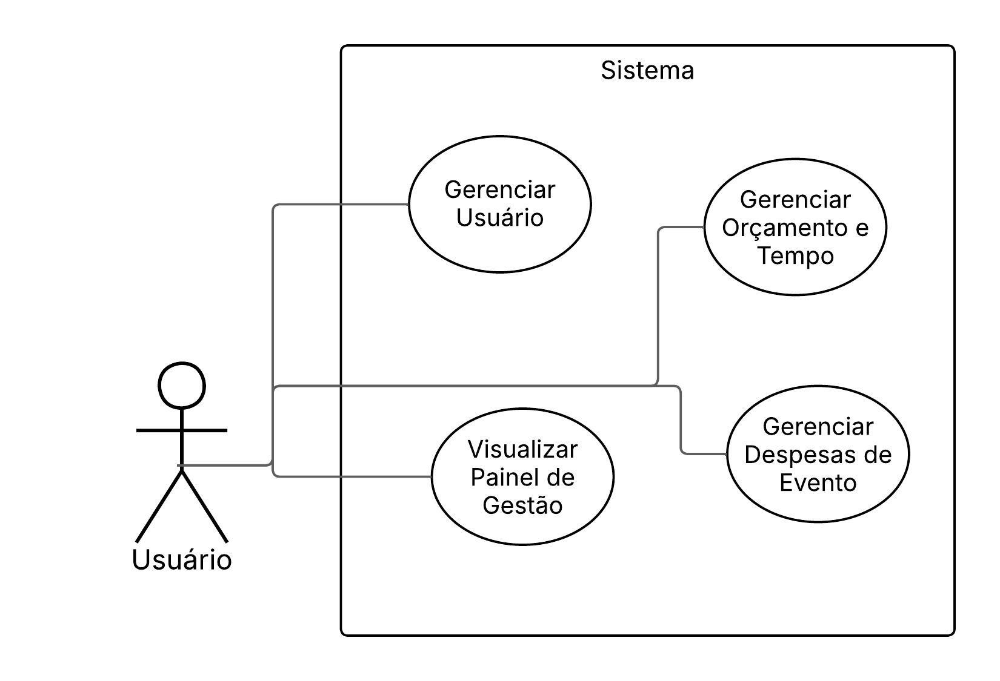 Sistema
Gerenciar
Usuário
Gerenciar
Orçamento e
Tempo
Visualizar
Painel de
Gestão
Gerenciar
Despesas de
Evento
Usuário